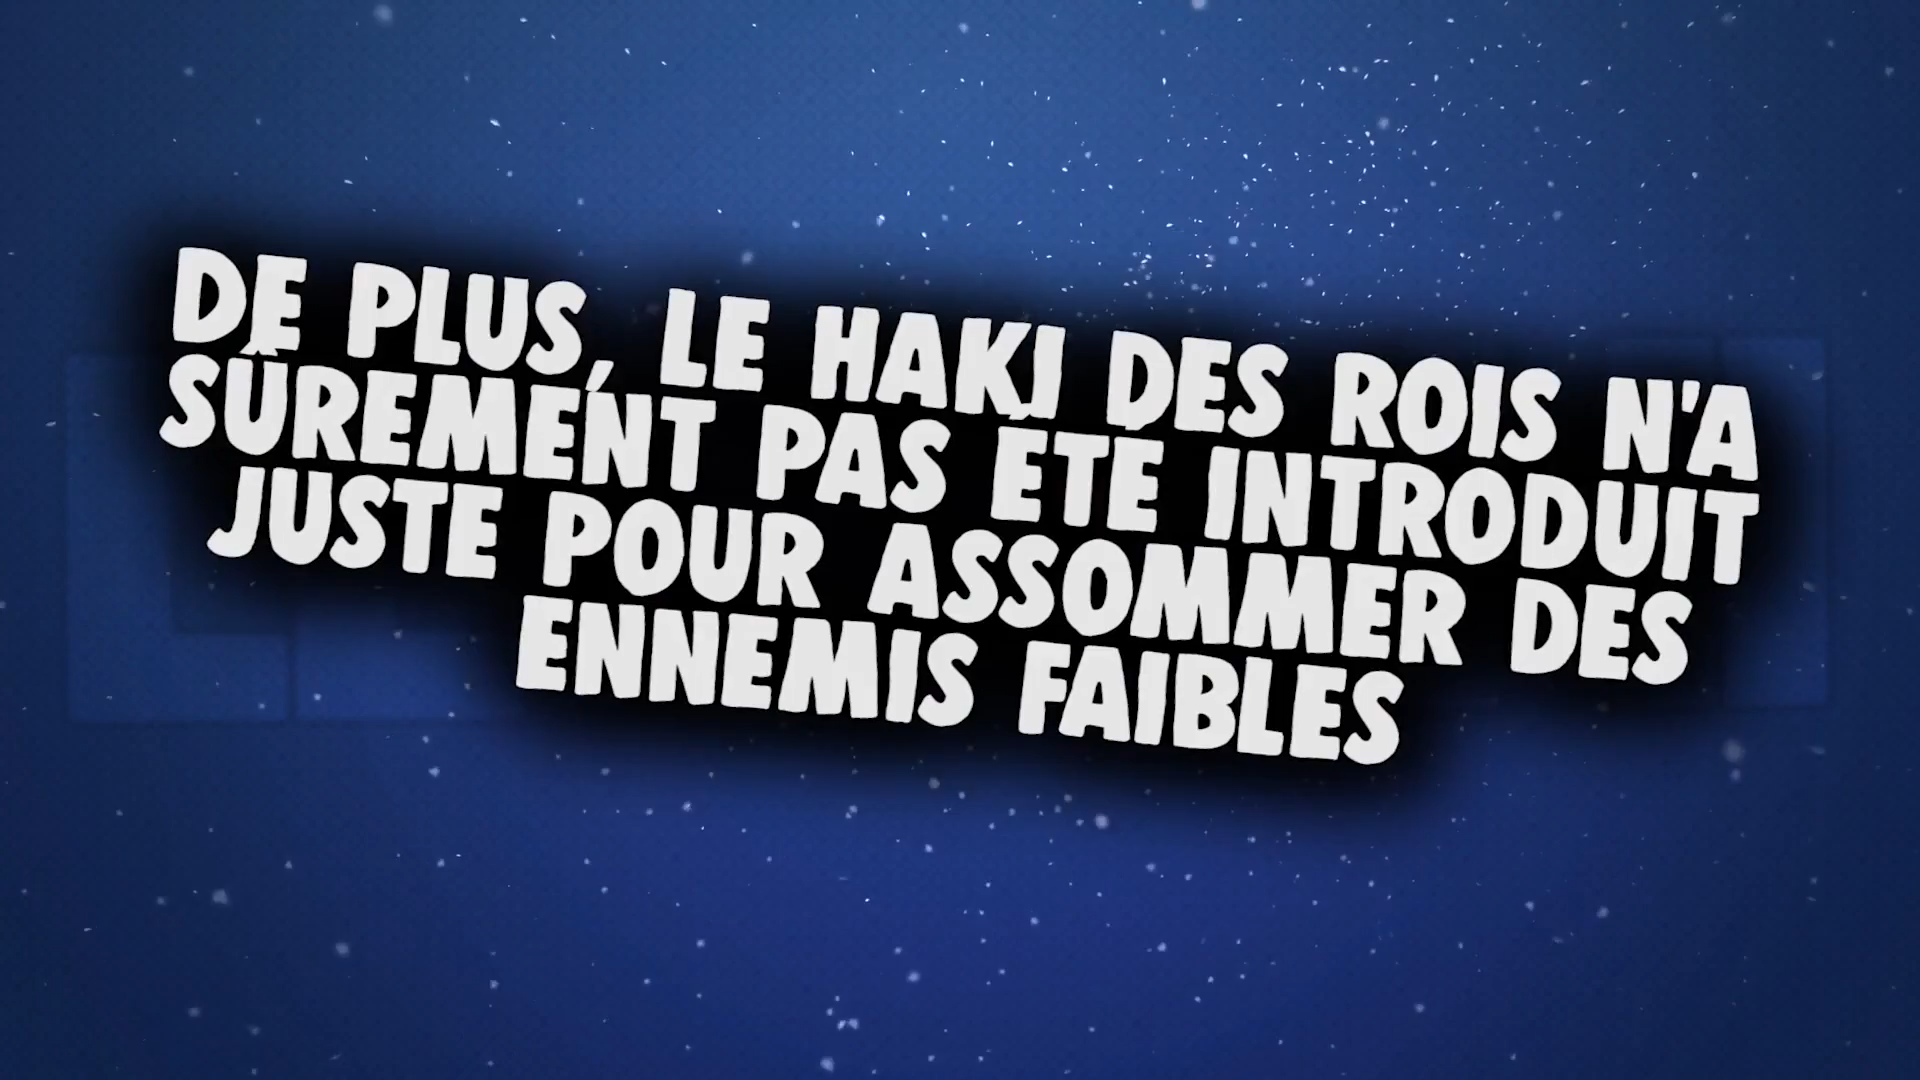 DE PLUS, LE HAKI DES ROIS N'A
SÛREMENT PAS ÉTÉ INTRODUIT
JUSTE POUR ASSOMMER DES
ENNEMIS FAIBLES